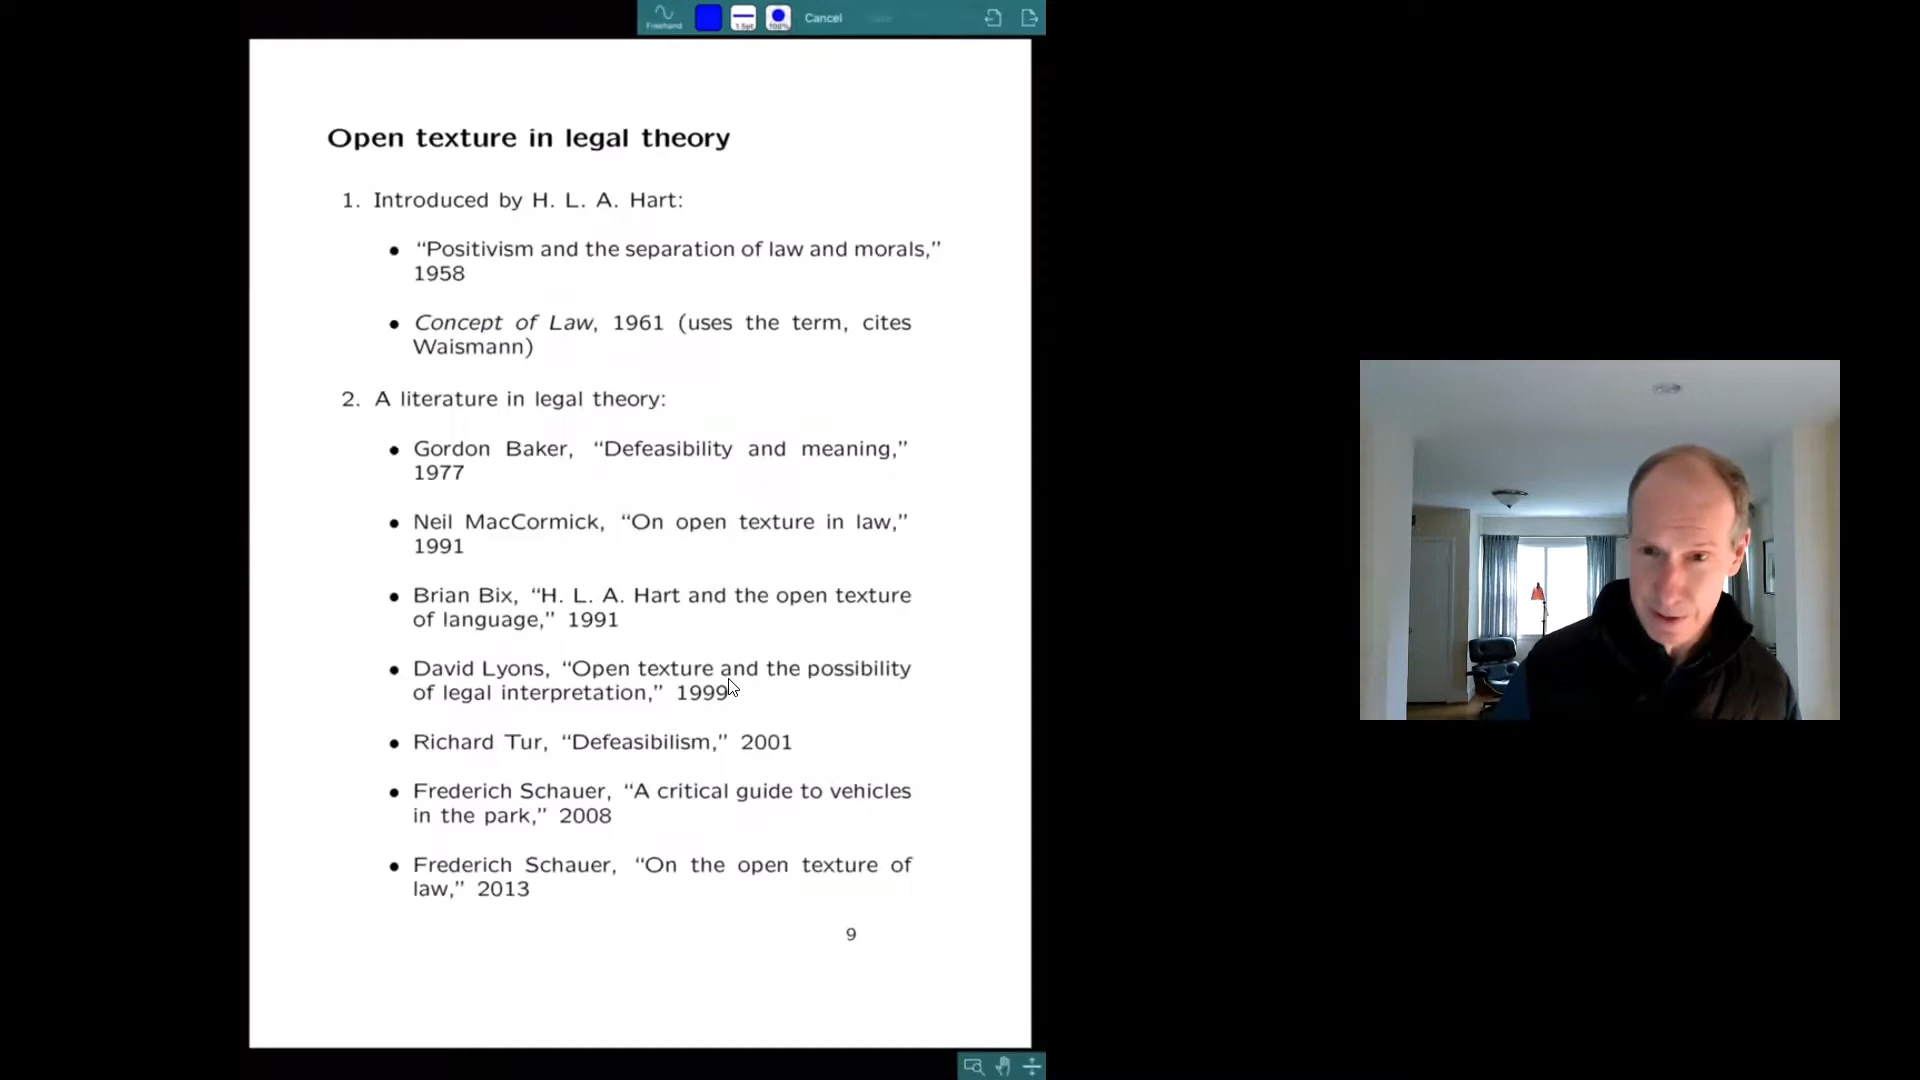 Freehand
1.5pt
100%
Cancel
Open texture in legal theory
1. Introduced by H. L. A. Hart:
• “Positivism and the separation of law and morals,”
1958
• Concept of Law, 1961 (uses the term, cites
Waismann)
2. A literature in legal theory:
• Gordon Baker, “Defeasibility and meaning,”
1977
• Neil MacCormick, “On open texture in law,”
1991
• Brian Bix, “H. L. A. Hart and the open texture
of language,” 1991
• David Lyons, “Open texture and the possibility
of legal interpretation,” 1999
• Richard Tur, “Defeasibilism,” 2001
• Frederich Schauer, “A critical guide to vehicles
in the park,” 2008
• Frederich Schauer, “On the open texture of
law,” 2013
9